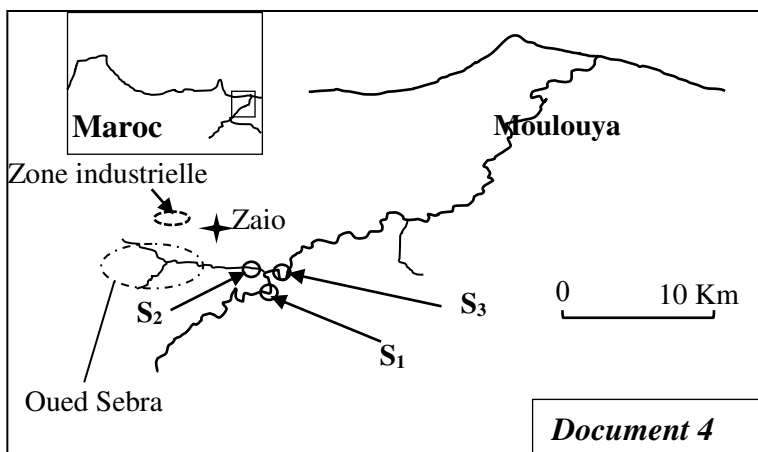 Maroc
Moulouya
Zone industrielle
Zaio
0 10 Km
S2
S3
S1
Oued Sebra
Document 4